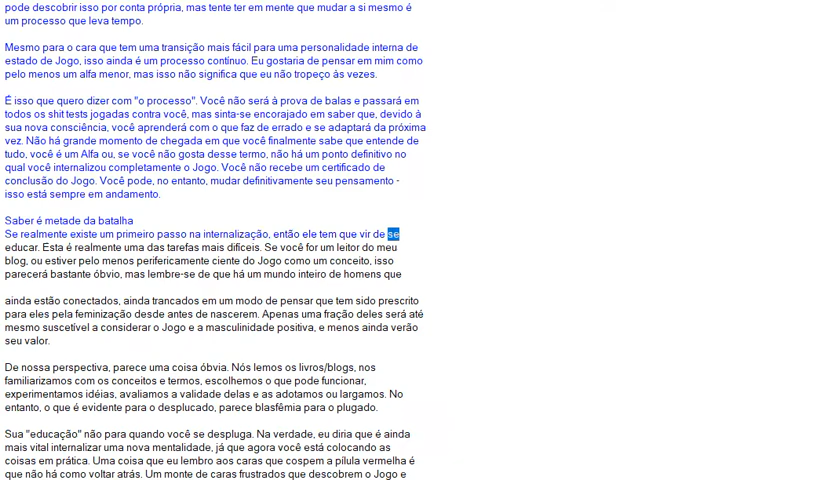 pode descobrir isso por conta própria, mas tente ter em mente que mudar a si mesmo é
um processo que leva tempo.
Mesmo para o cara que tem uma transição mais fácil para uma personalidade interna de
estado de Jogo, isso ainda é um processo contínuo. Eu gostaria de pensar em mim como
pelo menos um alfa menor, mas isso não significa que eu não tropeço às vezes.
É isso que quero dizer com "o processo". Você não será à prova de balas e passará em
todos os shit tests jogadas contra você, mas sinta-se encorajado em saber que, devido à
sua nova consciência, você aprenderá com o que faz de errado e se adaptará da próxima
vez. Não há grande momento de chegada em que você finalmente sabe que entende de
tudo, você é um Alfa ou, se você não gosta desse termo, não há um ponto definitivo no
qual você internalizou completamente o Jogo. Você não recebe um certificado de
conclusão do Jogo. Você pode, no entanto, mudar definitivamente seu pensamento -
isso está sempre em andamento.
Saber é metade da batalha
Se realmente existe um primeiro passo na internalização, então ele tem que vir de se
educar. Esta é realmente uma das tarefas mais difíceis. Se você for um leitor do meu
blog, ou estiver pelo menos perifericamente ciente do Jogo como um conceito, isso
parecerá bastante óbvio, mas lembre-se de que há um mundo inteiro de homens que
ainda estão conectados, ainda trancados em um modo de pensar que tem sido prescrito
para eles pela feminização desde antes de nascerem. Apenas uma fração deles será até
mesmo suscetível a considerar o Jogo e a masculinidade positiva, e menos ainda verão
seu valor.
De nossa perspectiva, parece uma coisa óbvia. Nós lemos os livros/blogs, nos
familiarizamos com os conceitos e termos, escolhemos o que pode funcionar,
experimentamos idéias, avaliamos a validade delas e as adotamos ou largamos. No
entanto, o que é evidente para o desplucado, parece blasfêmia para o plugado.
Sua "educação" não para quando você se despluga. Na verdade, eu diria que é ainda
mais vital internalizar uma nova mentalidade, já que agora você está colocando as
coisas em prática. Uma coisa que eu lembro aos caras que cospem a pílula vermelha é
que não há como voltar atrás. Um monte de caras frustrados que descobrem o Jogo e